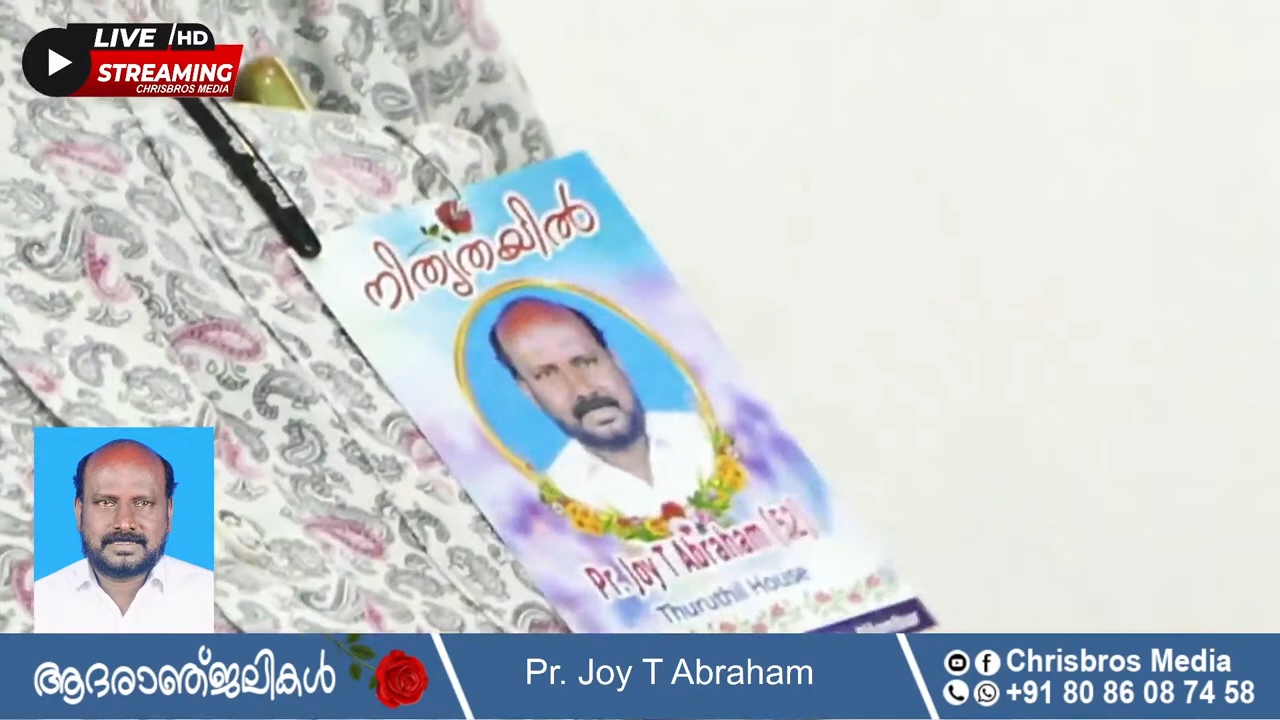 LIVE /HD
STREAMING
CHRISBROS MEDIA
നിത്യതയിൽ
Pr. Joy T Abraham (52)
Thuruthil House
ആദരാഞ്ജലികൾ
Pr. Joy T Abraham
Chrisbros Media
+91 80 86 08 74 58